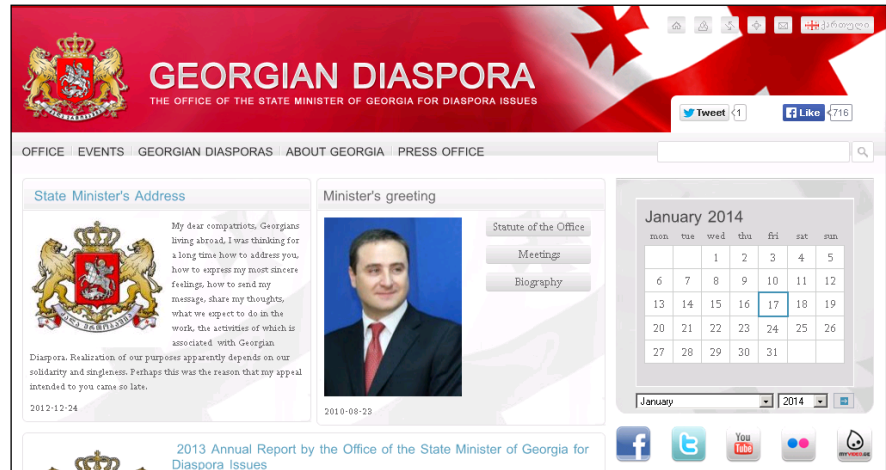 ქართული
GEORGIAN DIASPORA
THE OFFICE OF THE STATE MINISTER OF GEORGIA FOR DIASPORA ISSUES
Tweet 1
Like 716
OFFICE EVENTS GEORGIAN DIASPORAS ABOUT GEORGIA PRESS OFFICE
State Minister's Address
My dear compatriots, Georgians
living abroad, I was thinking for
a long time how to address you,
how to express my most sincere
feelings, how to send my
message, share my thoughts,
what we expect to do in the
work, the activities of which is
associated with Georgian
Diaspora. Realization of our purposes apparently depends on our
solidarity and singleness. Perhaps this was the reason that my appeal
intended to you came so late.
2012-12-24
Minister's greeting
Statute of the Office
Meetings
Biography
2010-08-23
2013 Annual Report by the Office of the State Minister of Georgia for
Diaspora Issues
January 2014
mon tue wed thu fri sat sun
1 2 3 4 5
6 7 8 9 10 11 12
13 14 15 16 17 18 19
20 21 22 23 24 25 26
27 28 29 30 31
January 2014
You
Tube
MYVIDEO.GE